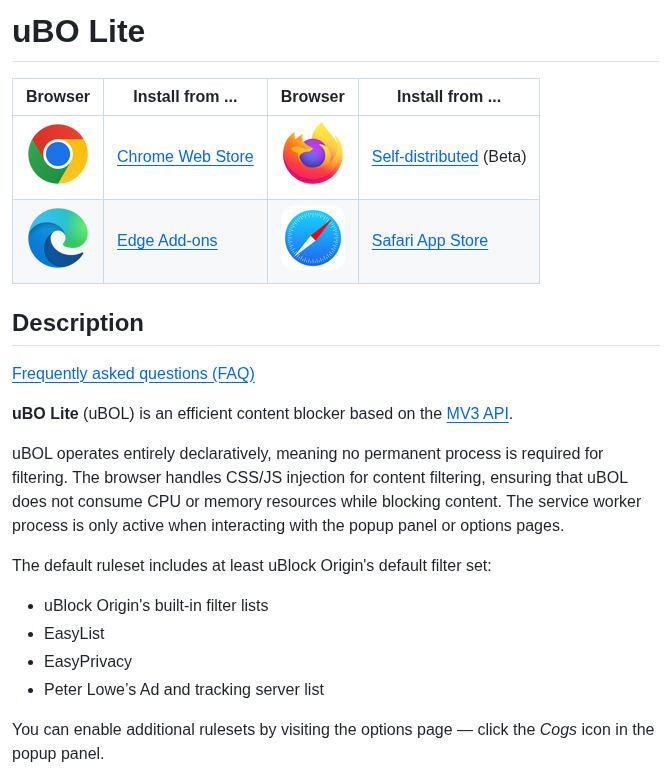 uBO Lite
Browser Install from ... Browser Install from ...
Chrome Web Store Self-distributed (Beta)
Edge Add-ons Safari App Store
Description
Frequently asked questions (FAQ)
uBO Lite (uBOL) is an efficient content blocker based on the MV3 API.
uBOL operates entirely declaratively, meaning no permanent process is required for
filtering. The browser handles CSS/JS injection for content filtering, ensuring that uBOL
does not consume CPU or memory resources while blocking content. The service worker
process is only active when interacting with the popup panel or options pages.
The default ruleset includes at least uBlock Origin's default filter set:
• uBlock Origin's built-in filter lists
• EasyList
• EasyPrivacy
• Peter Lowe’s Ad and tracking server list
You can enable additional rulesets by visiting the options page — click the Cogs icon in the
popup panel.